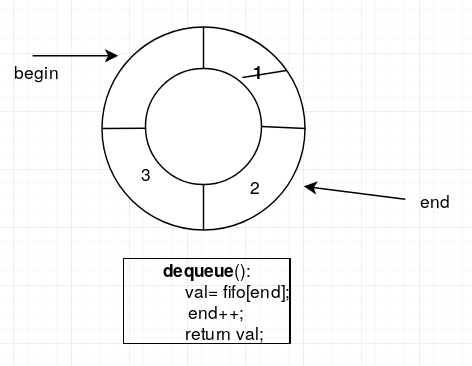 begin
1
3
2
end
dequeue():
val= fifo[end];
end++;
return val;